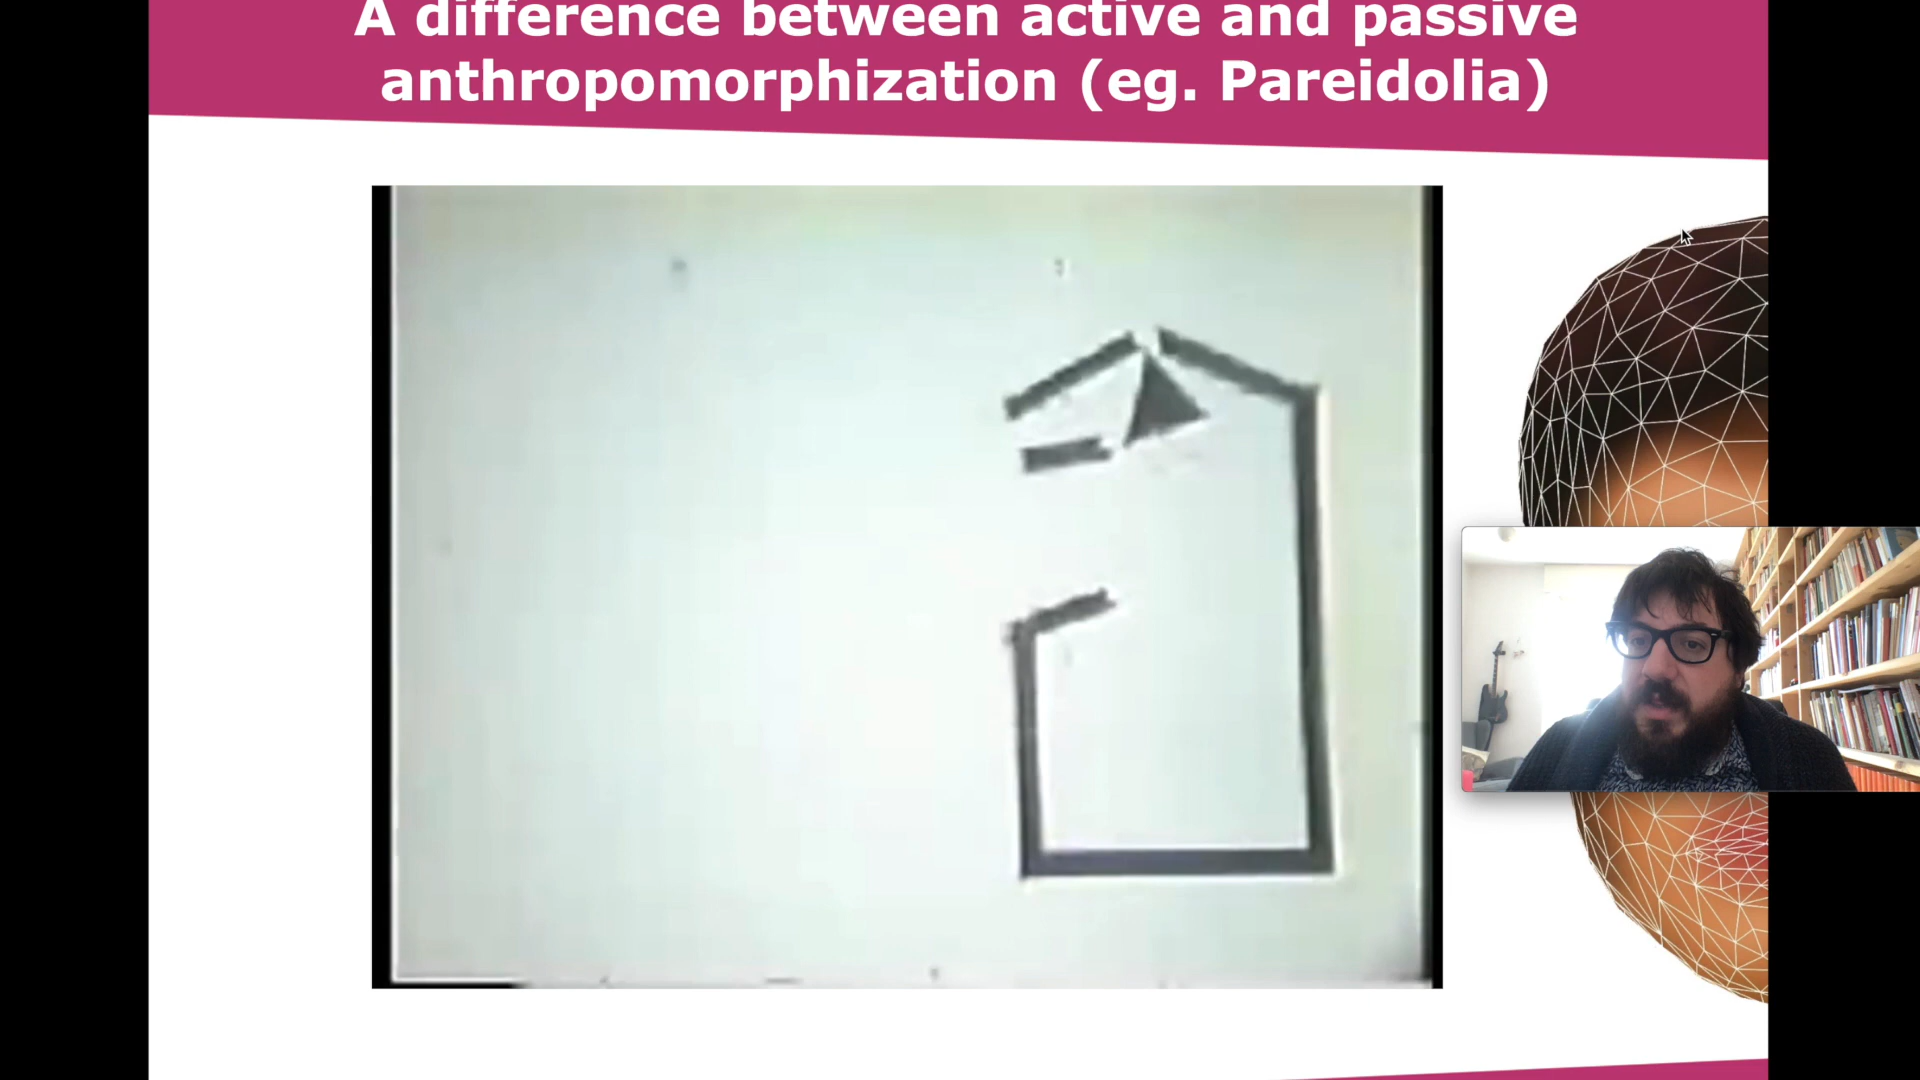 A difference between active and passive
anthropomorphization (eg. Pareidolia)